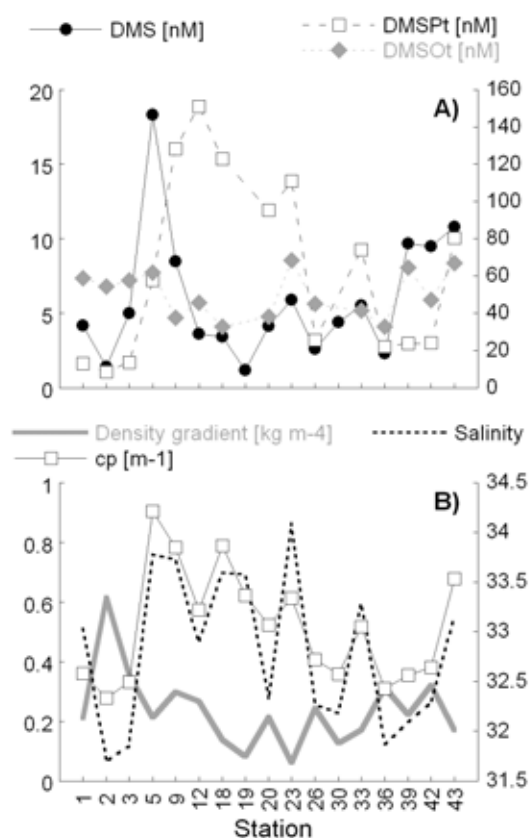 DMS [nM] DMSPt [nM]
DMSOt [nM]
A)
20 160
140
15 120
100
10 80
60
5 40
20
0 0
Density gradient [kg m-4] Salinity
cp [m-1]
B)
1 34.5
0.8 34
33.5
0.6 33
0.4 32.5
0.2 32
0 31.5
1 2 3 5 9 12 18 19 20 23 26 30 33 36 39 42 43
Station